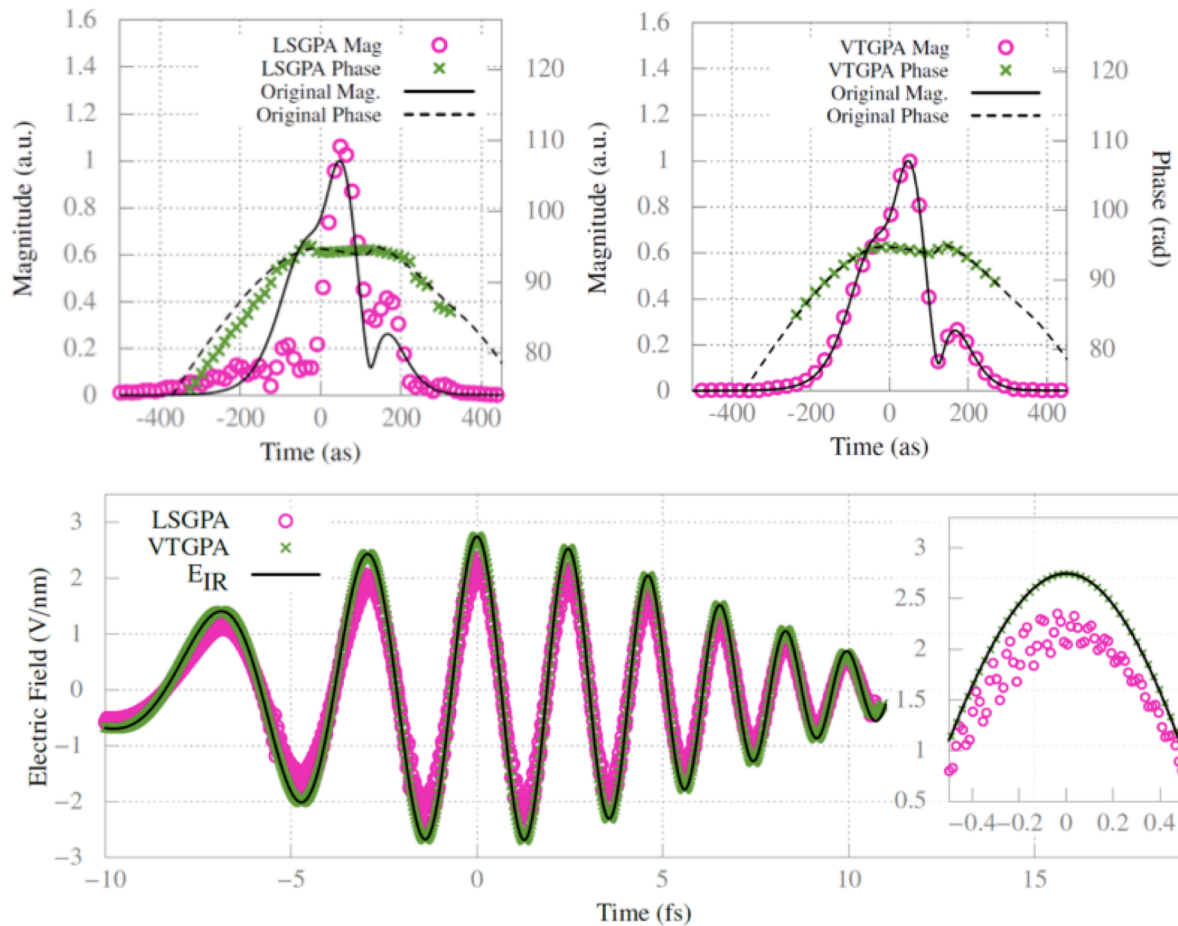 LSGPA Mag
LSGPA Phase
Original Mag.
Original Phase
1.6
1.4
1.2
1
0.8
0.6
0.4
0.2
0
120
110
100
90
80
Magnitude (a.u.)
-400 -200 0 200 400
Time (as)
VTGPA Mag
VTGPA Phase
Original Mag.
Original Phase
1.6
1.4
1.2
1
0.8
0.6
0.4
0.2
0
120
110
100
90
80
Magnitude (a.u.)
Phase (rad)
-400 -200 0 200 400
Time (as)
LSGPA
VTGPA
E_IR
3
2
1
0
−1
−2
−3
Electric Field (V/nm)
−10 −5 0 5 10 15
Time (fs)
3
2.5
2
1.5
1
0.5
−0.4 −0.2 0 0.2 0.4